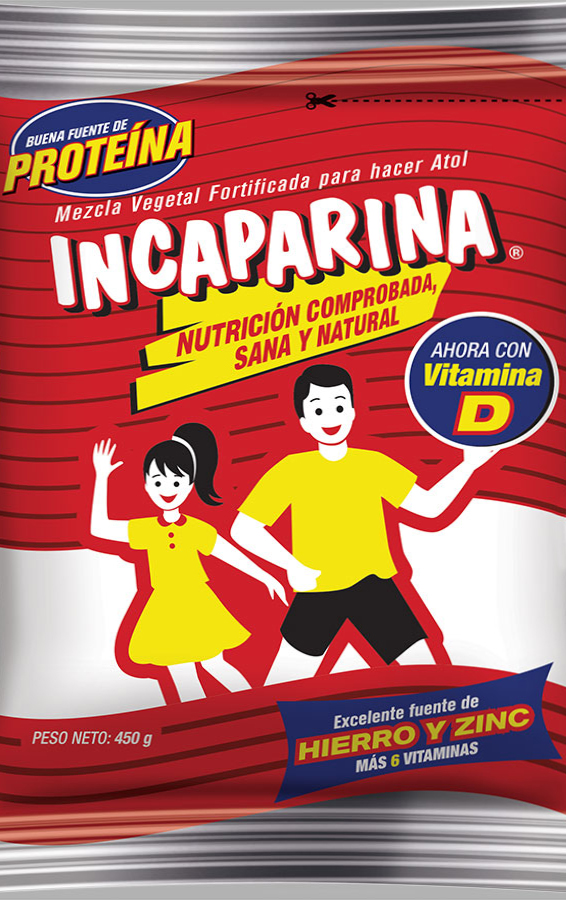 BUENA FUENTE DE
PROTEÍNA
Mezcla Vegetal Fortificada para hacer Atol
INCAPARINA®
NUTRICIÓN COMPROBADA,
SANA Y NATURAL
AHORA CON
Vitamina
D
PESO NETO: 450 g
Excelente fuente de
HIERRO Y ZINC
MÁS 6 VITAMINAS